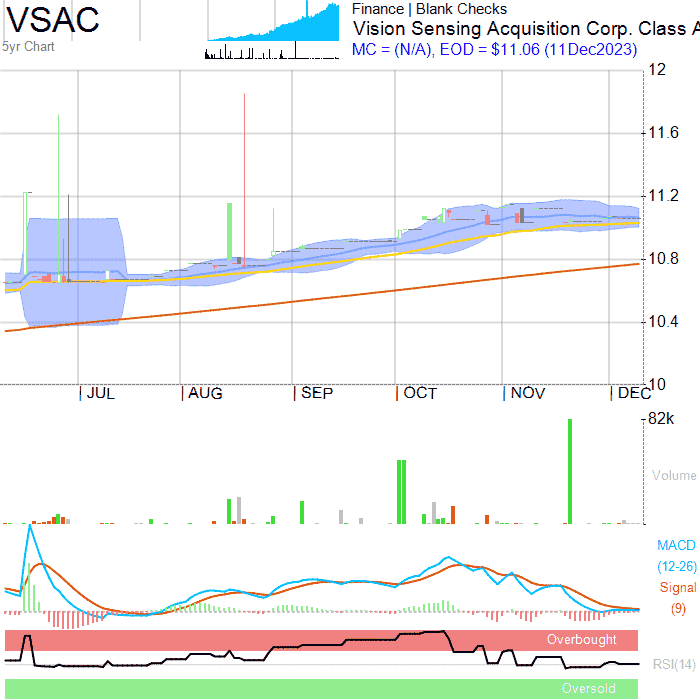 VSAC
5yr Chart
Finance | Blank Checks
Vision Sensing Acquisition Corp. Class A
MC = (N/A), EOD = $11.06 (11Dec2023)
12
11.6
11.2
10.8
10.4
10
JUL
AUG
SEP
OCT
NOV
DEC
82k
Volume
MACD
(12-26)
Signal
(9)
Overbought
RSI(14)
Oversold